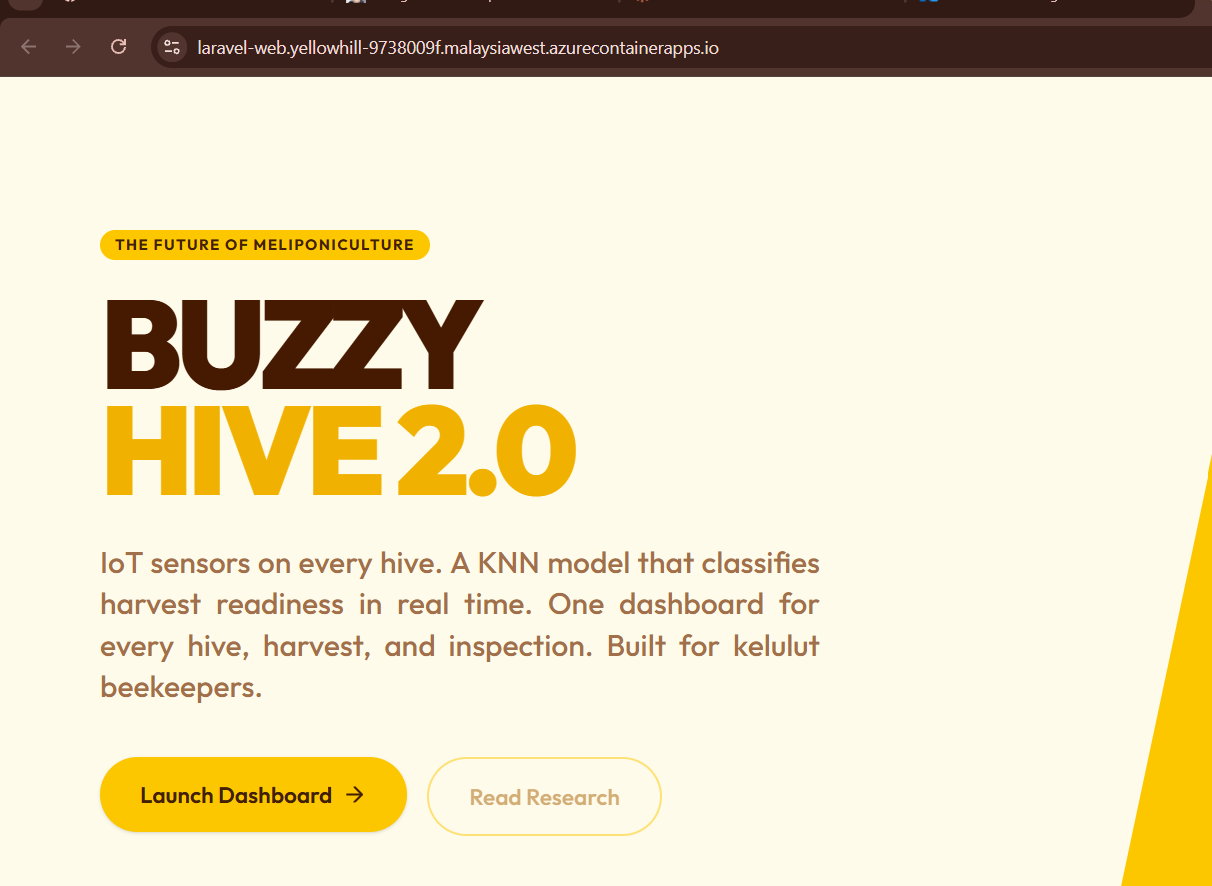 laravel-web.yellowhill-9738009f.malaysiawest.azurecontainerapps.io
THE FUTURE OF MELIPONICULTURE
BUZZY
HIVE 2.0
IoT sensors on every hive. A KNN model that classifies
harvest readiness in real time. One dashboard for
every hive, harvest, and inspection. Built for kelulut
beekeepers.
Launch Dashboard →
Read Research